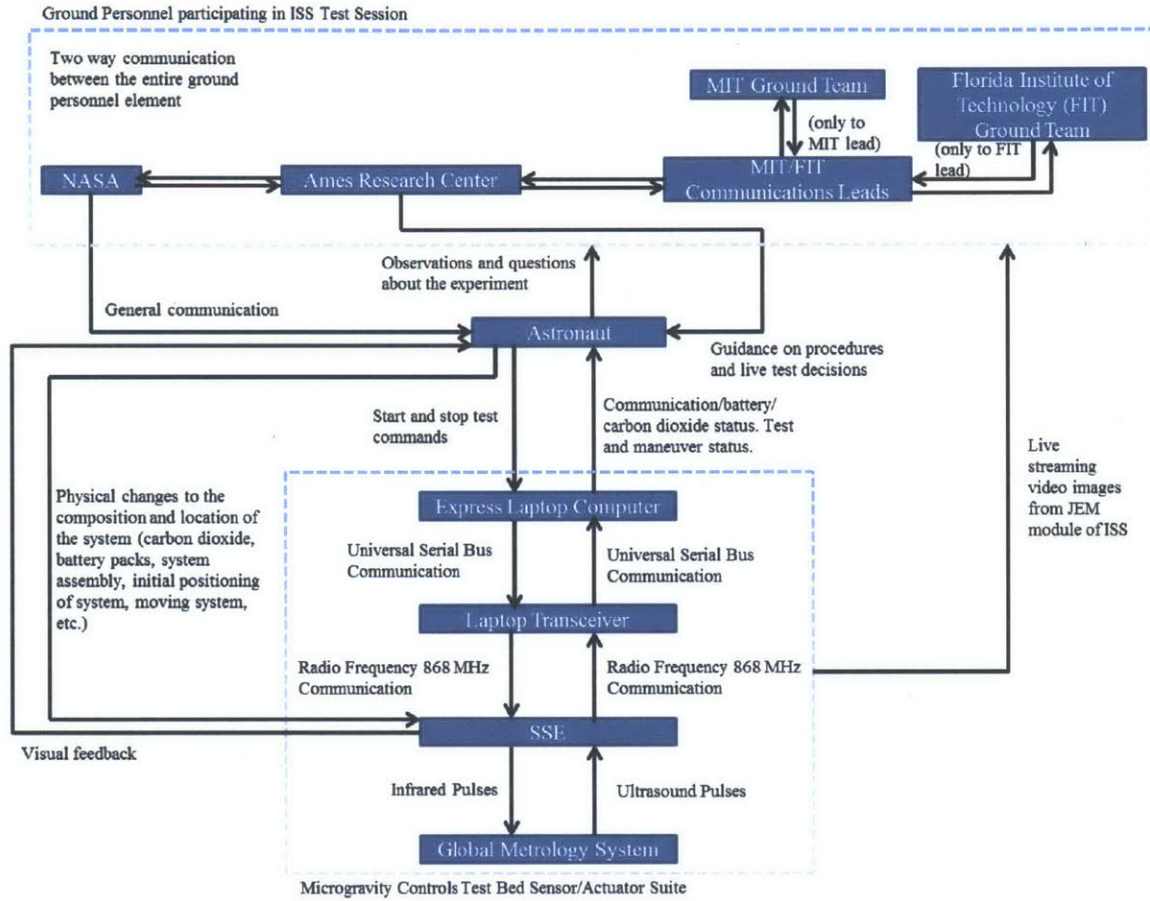 Ground Personnel participating in ISS Test Session
Two way communication
between the entire ground
personnel element
MIT Ground Team
Florida Institute of
Technology (FIT)
Ground Team
(only to
MIT lead)
(only to FIT
lead)
NASA
Ames Research Center
MIT/FIT
Communications Leads
Observations and questions
about the experiment
General communication
Astronaut
Guidance on procedures
and live test decisions
Start and stop test
commands
Communication/battery/
carbon dioxide status. Test
and maneuver status.
Live
streaming
video images
from JEM
module of ISS
Physical changes to the
composition and location of
the system (carbon dioxide,
battery packs, system
assembly, initial positioning
of system, moving system,
etc.)
Express Laptop Computer
Universal Serial Bus
Communication
Universal Serial Bus
Communication
Laptop Transceiver
Radio Frequency 868 MHz
Communication
Radio Frequency 868 MHz
Communication
SSE
Visual feedback
Infrared Pulses
Ultrasound Pulses
Global Metrology System
Microgravity Controls Test Bed Sensor/Actuator Suite